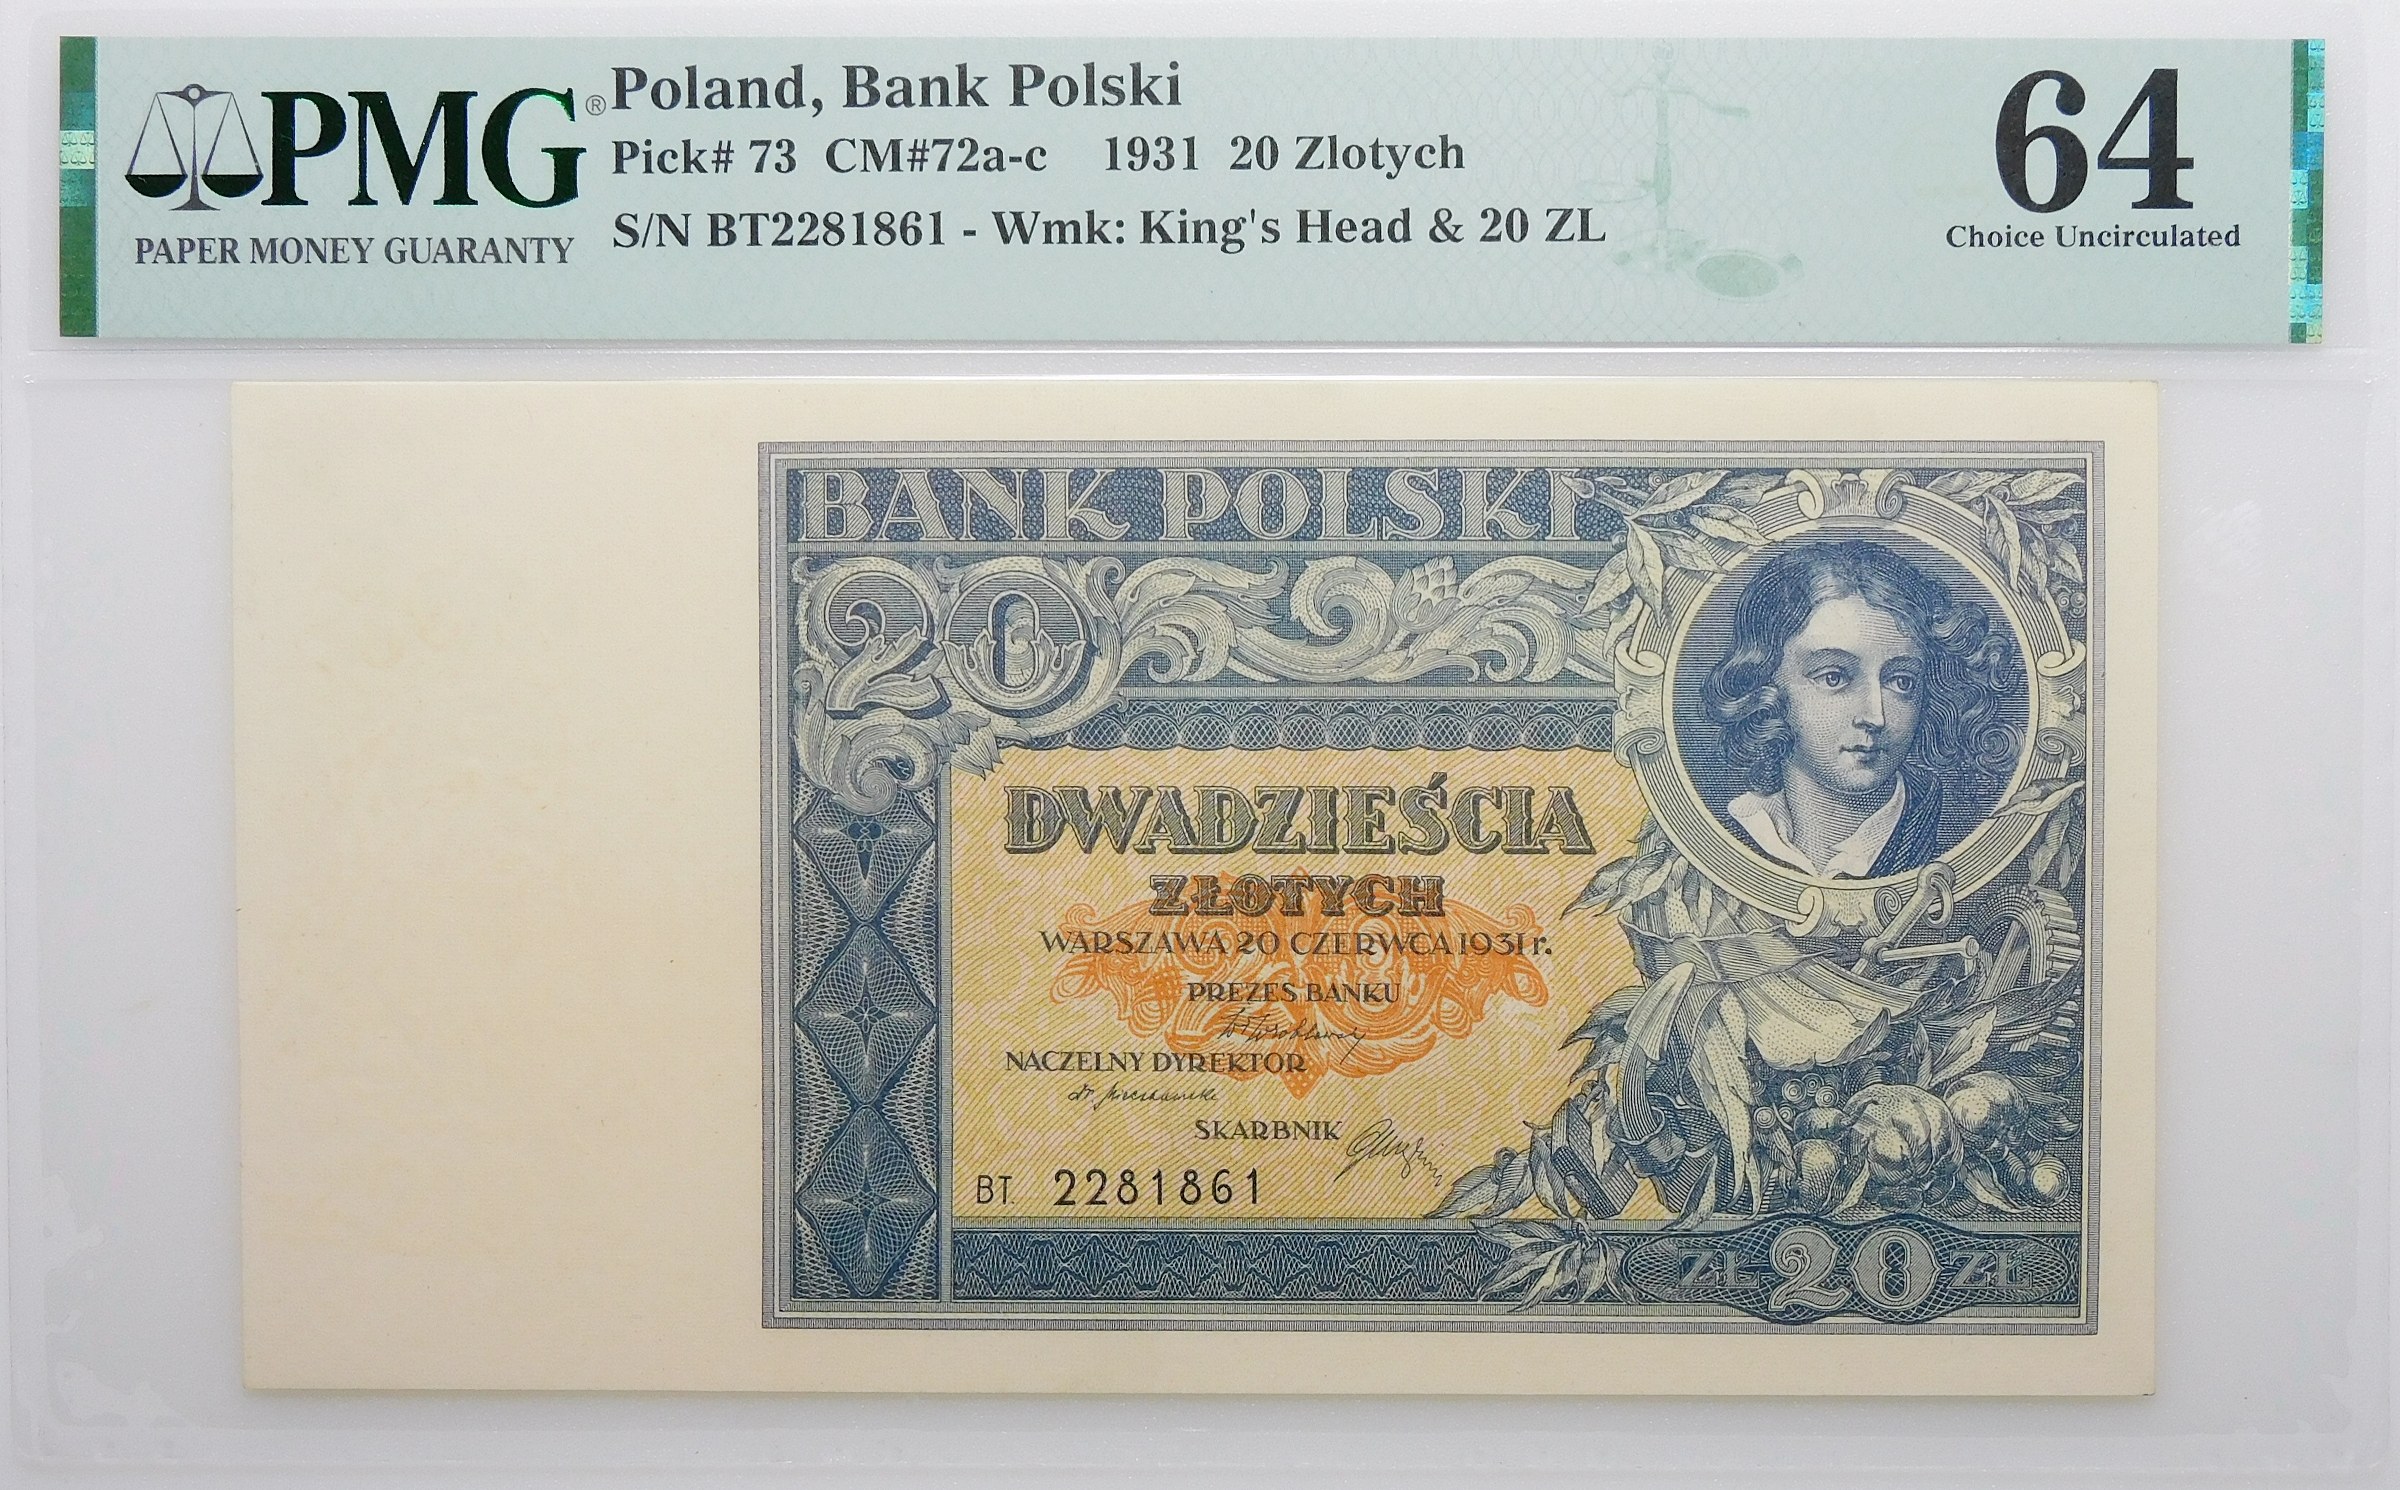 PMG®
PAPER MONEY GUARANTY
Poland, Bank Polski
Pick# 73 CM#72a-c 1931 20 Zlotych
S/N BT2281861 - Wmk: King's Head & 20 ZL
64
Choice Uncirculated
BANK POLSKI
20
DWADZIEŚCIA
ZŁOTYCH
WARSZAWA 20 CZERWCA 1931 r.
PREZES BANKU
NACZELNY DYREKTOR
SKARBNIK
BT. 2281861
ZŁ 20 ZŁ